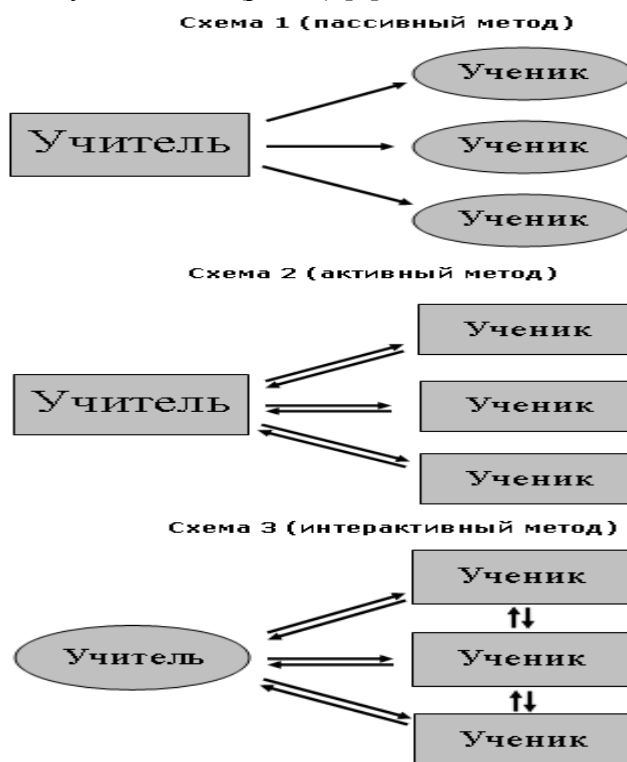 Схема 1 (пассивный метод)
Ученик
Учитель
Ученик
Ученик
Схема 2 (активный метод)
Ученик
Учитель
Ученик
Ученик
Схема 3 (интерактивный метод)
Ученик
Учитель
Ученик
Ученик